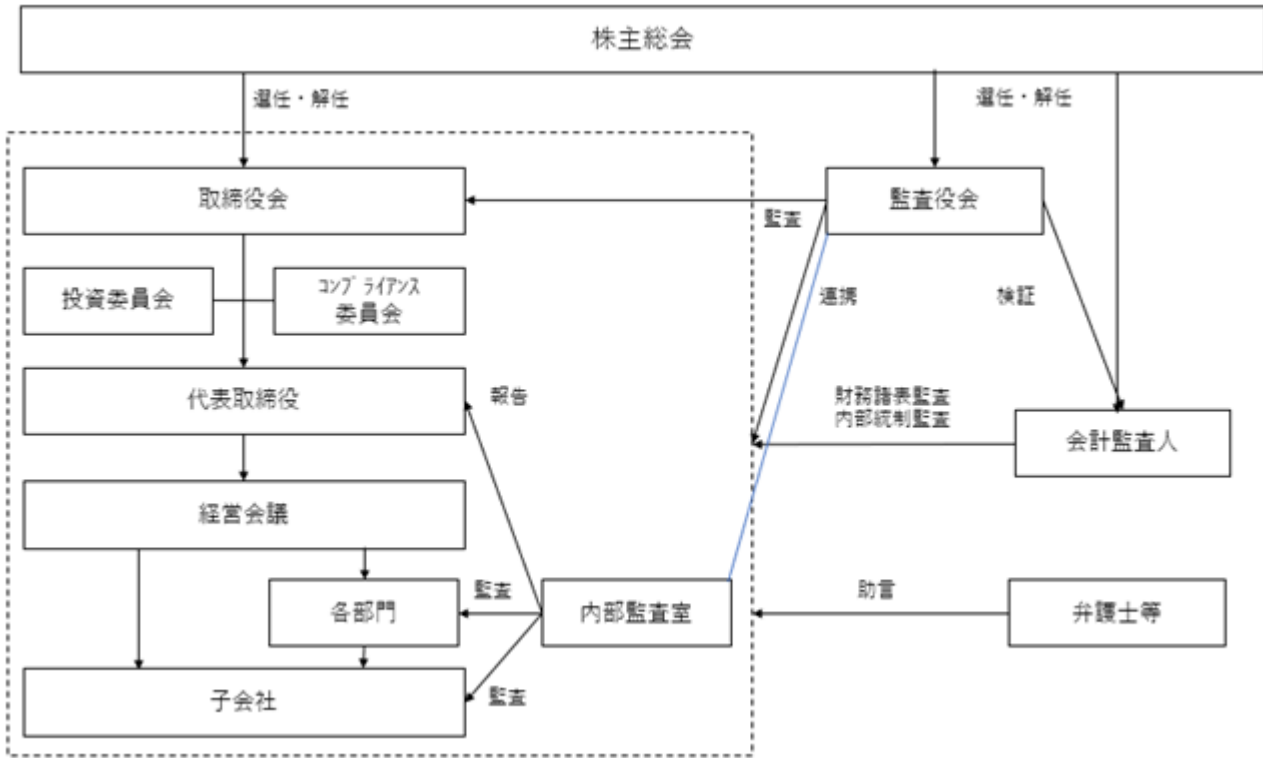 株主総会
選任・解任
選任・解任
取締役会
監査役会
監査
投資委員会
コンプライアンス
委員会
連携
検証
代表取締役
報告
財務諸表監査
内部統制監査
会計監査人
経営会議
各部門
監査
内部監査室
助言
弁護士等
子会社
監査